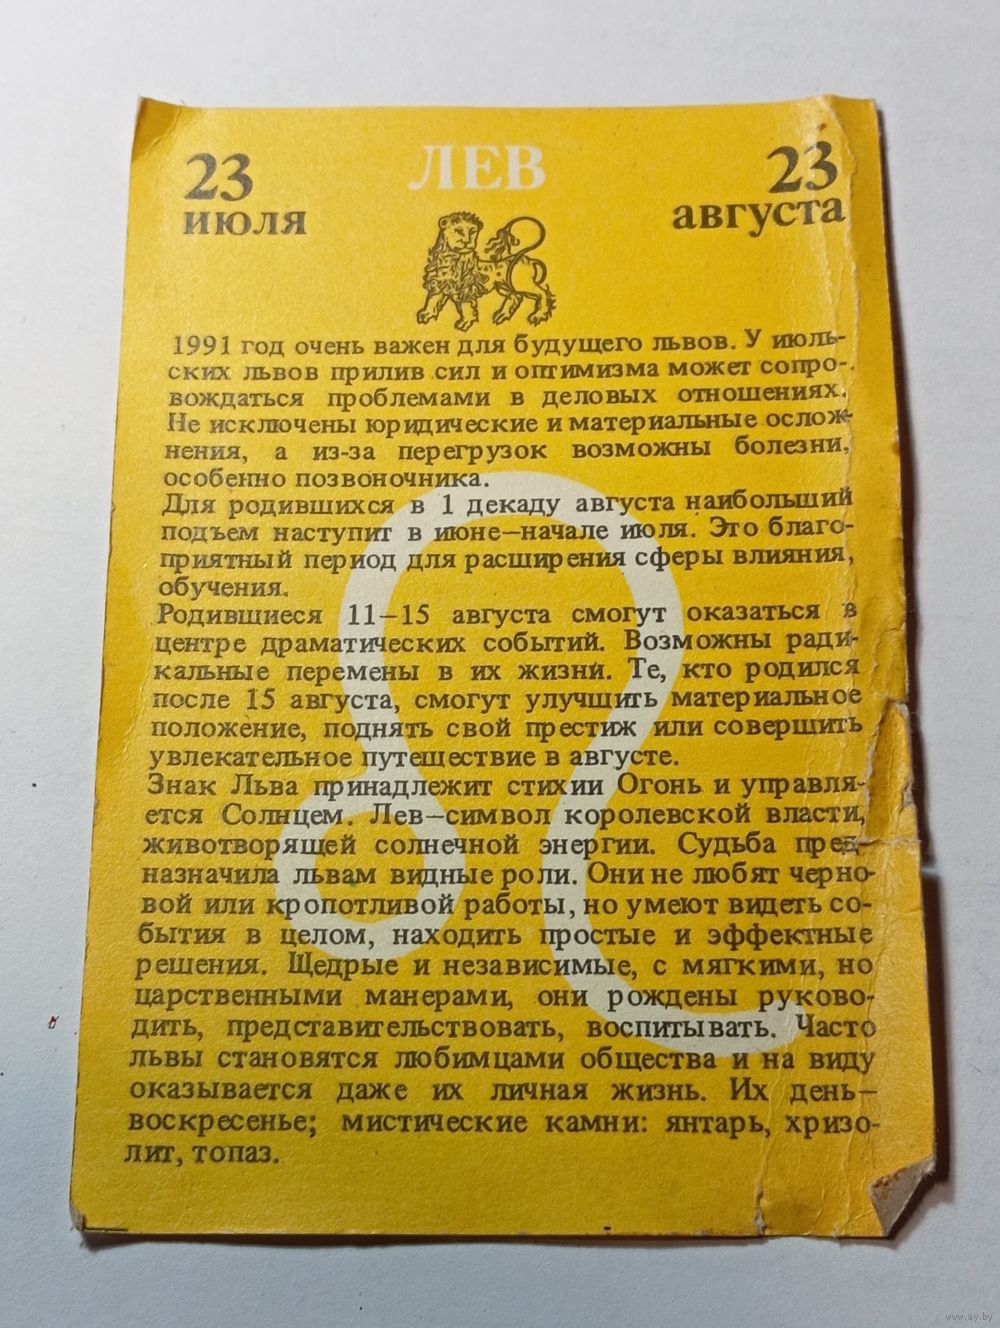 23 ЛЕВ 23
июля августа
1991 год очень важен для будущего львов. У июль-
ских львов прилив сил и оптимизма может сопро-
вождаться проблемами в деловых отношениях.
Не исключены юридические и материальные ослож-
нения, а из-за перегрузок возможны болезни,
особенно позвоночника.
Для родившихся в 1 декаду августа наибольший
подъем наступит в июне—начале июля. Это благо-
приятный период для расширения сферы влияния,
обучения.
Родившиеся 11—15 августа смогут оказаться в
центре драматических событий. Возможны ради-
кальные перемены в их жизни. Те, кто родился
после 15 августа, смогут улучшить материальное
положение, поднять свой престиж или совершить
увлекательное путешествие в августе.
Знак Льва принадлежит стихии Огонь и управля-
ется Солнцем. Лев—символ королевской власти,
животворящей солнечной энергии. Судьба пред-
назначила львам видные роли. Они не любят черно-
вой или кропотливой работы, но умеют видеть со-
бытия в целом, находить простые и эффектные
решения. Щедрые и независимые, с мягкими, но
царственными манерами, они рождены руково-
дить, представительствовать, воспитывать. Часто
львы становятся любимцами общества и на виду
оказывается даже их личная жизнь. Их день—
воскресенье; мистические камни: янтарь, хризо-
лит, топаз.
www.ay.by